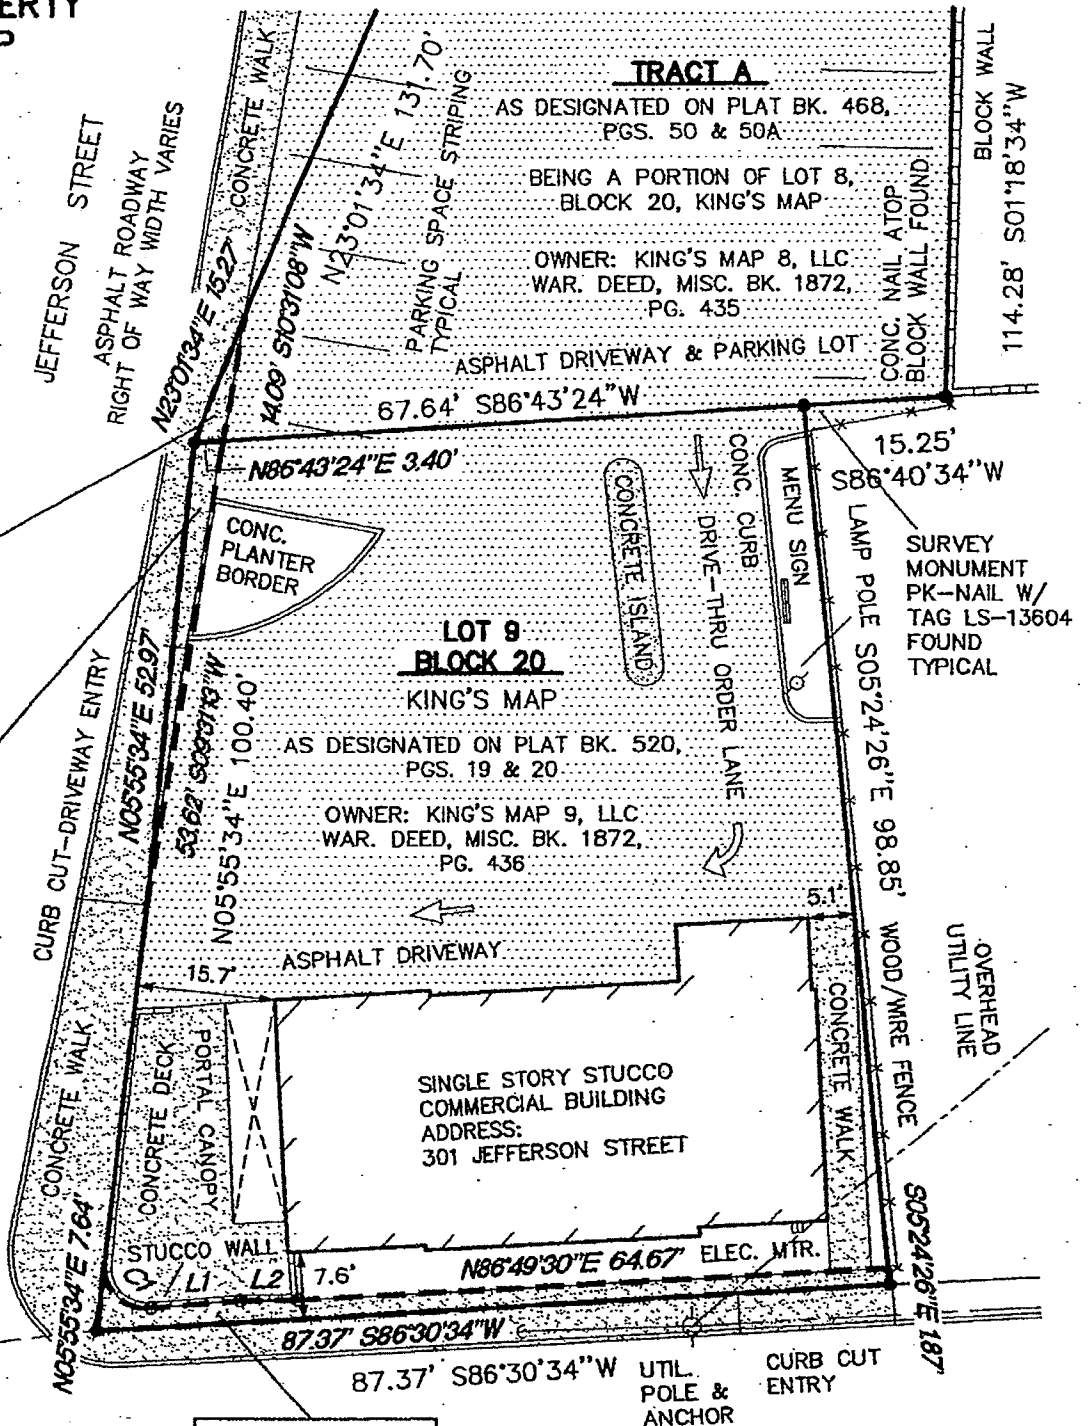 ERTY
TRACT A
AS DESIGNATED ON PLAT BK. 468,
PGS. 50 & 50A
BEING A PORTION OF LOT 8,
BLOCK 20, KING'S MAP
OWNER: KING'S MAP 8, LLC
WAR. DEED, MISC. BK. 1872,
PG. 435
ASPHALT DRIVEWAY & PARKING LOT
BLOCK WALL
114.28' S01°18'34"W
CONC. NAIL ATOP
BLOCK WALL FOUND
CONCRETE WALK
JEFFERSON STREET
ASPHALT ROADWAY
RIGHT OF WAY WIDTH VARIES
N23°01'34"E 131.70'
PARKING SPACE STRIPING
TYPICAL
N23°01'34"E 15.27'
14.09' S10°31'08"W
67.64' S86°43'24"W
N86°43'24"E 3.40'
15.25'
S86°40'34"W
CONC.
PLANTER
BORDER
CONCRETE ISLAND
CONC. CURB
DRIVE-THRU ORDER LANE
MENU SIGN
LAMP POLE
S05°24'26"E 98.85'
WOOD/WIRE FENCE
SURVEY
MONUMENT
PK-NAIL W/
TAG LS-13604
FOUND
TYPICAL
LOT 9
BLOCK 20
KING'S MAP
AS DESIGNATED ON PLAT BK. 520,
PGS. 19 & 20
OWNER: KING'S MAP 9, LLC
WAR. DEED, MISC. BK. 1872,
PG. 436
CURB CUT-DRIVEWAY ENTRY
N05°55'34"E 52.97'
53.62' S09°31'13"W
N05°55'34"E 100.40'
5.1'
15.7'
ASPHALT DRIVEWAY
OVERHEAD
UTILITY LINE
CONCRETE WALK
CONCRETE DECK
PORTAL CANOPY
SINGLE STORY STUCCO
COMMERCIAL BUILDING
ADDRESS:
301 JEFFERSON STREET
CONCRETE WALK
N05°55'34"E 7.64'
STUCCO WALL
L1
L2
7.6'
N86°49'30"E 64.67'
ELEC. MTR.
S05°24'26"E 1.87'
87.37' S86°30'34"W
87.37' S86°30'34"W
UTIL.
POLE &
ANCHOR
CURB CUT
ENTRY